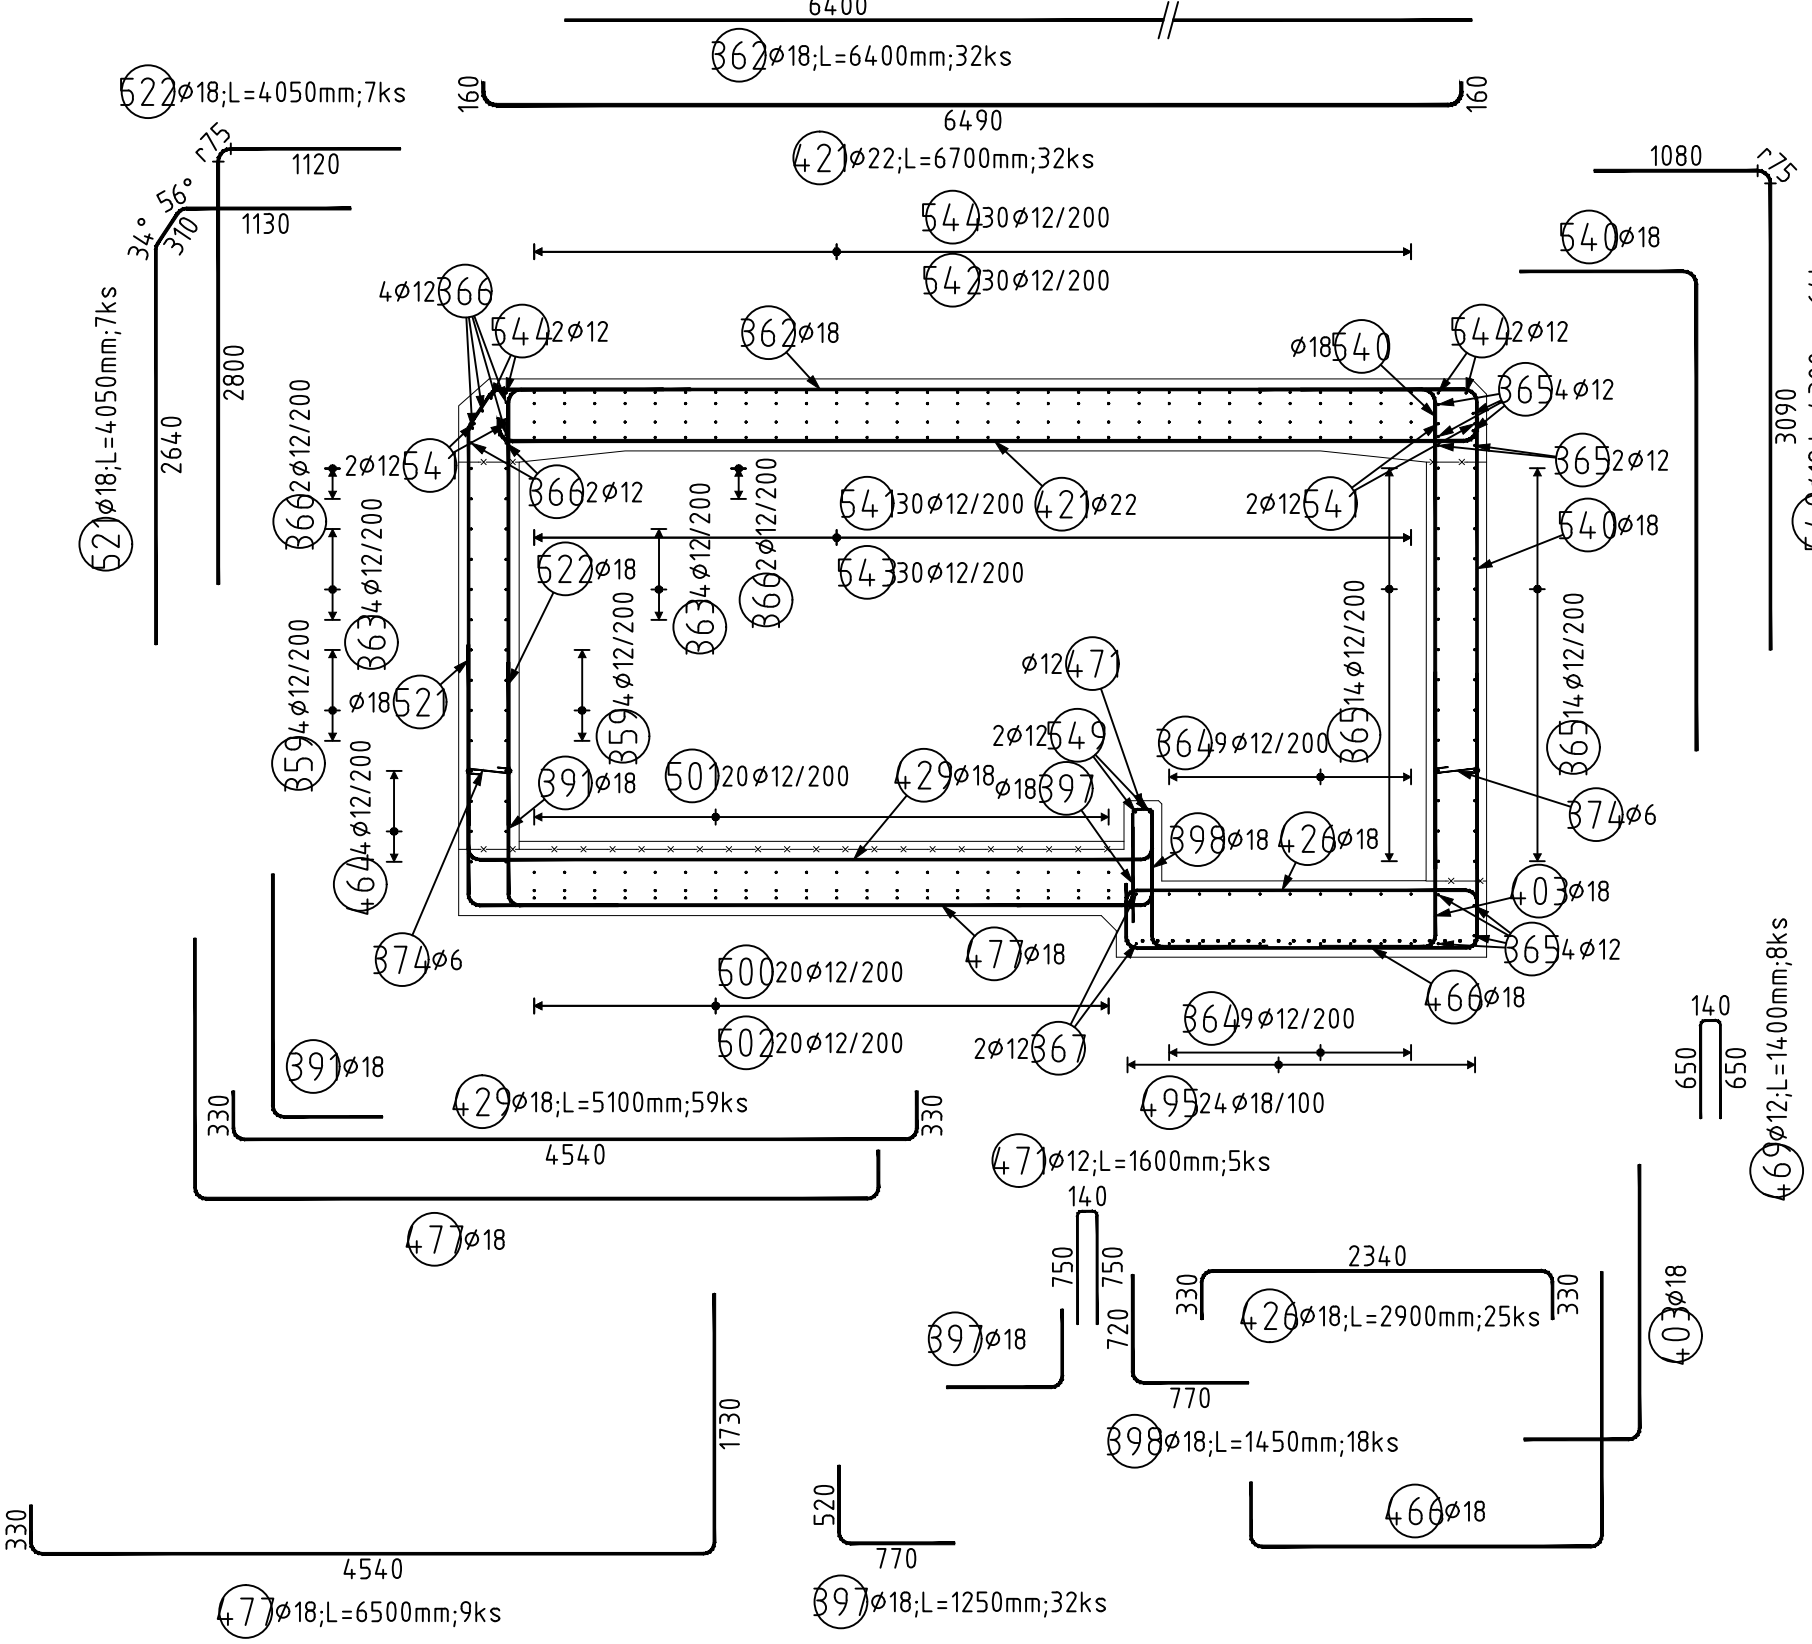 6400
362 ø18;L=6400mm;32ks
522 ø18;L=4050mm;7ks
160
160
6490
421 ø22;L=6700mm;32ks
r75
1120
1080
r75
56°
34°
310
1130
544 30ø12/200
540 ø18
542 30ø12/200
4ø12 366
544 2ø12
362 ø18
ø18 540
544 2ø12
2800
365 4ø12
521 ø18;L=4050mm;7ks
2640
3090
366 2ø12/200
2ø12 541
365 2ø12
366 2ø12
541 30ø12/200
421 ø22
2ø12 541
540 ø18
363 4ø12/200
363 4ø12/200
366 2ø12/200
522 ø18
543 30ø12/200
359 4ø12/200
359 4ø12/200
365 14ø12/200
365 14ø12/200
ø12 471
ø18 521
2ø12 549
364 9ø12/200
464 4ø12/200
391 ø18
501 20ø12/200
429 ø18
ø18 397
374 ø6
398 ø18
426 ø18
403 ø18
374 ø6
500 20ø12/200
477 ø18
365 4ø12
466 ø18
364 9ø12/200
502 20ø12/200
2ø12 367
140
650
650
469 ø12;L=1400mm;8ks
391 ø18
429 ø18;L=5100mm;59ks
330
330
4540
495 24ø18/100
471 ø12;L=1600mm;5ks
140
477 ø18
750
750
720
2340
330
330
426 ø18;L=2900mm;25ks
403 ø18
397 ø18
770
398 ø18;L=1450mm;18ks
1730
520
466 ø18
330
4540
770
477 ø18;L=6500mm;9ks
397 ø18;L=1250mm;32ks